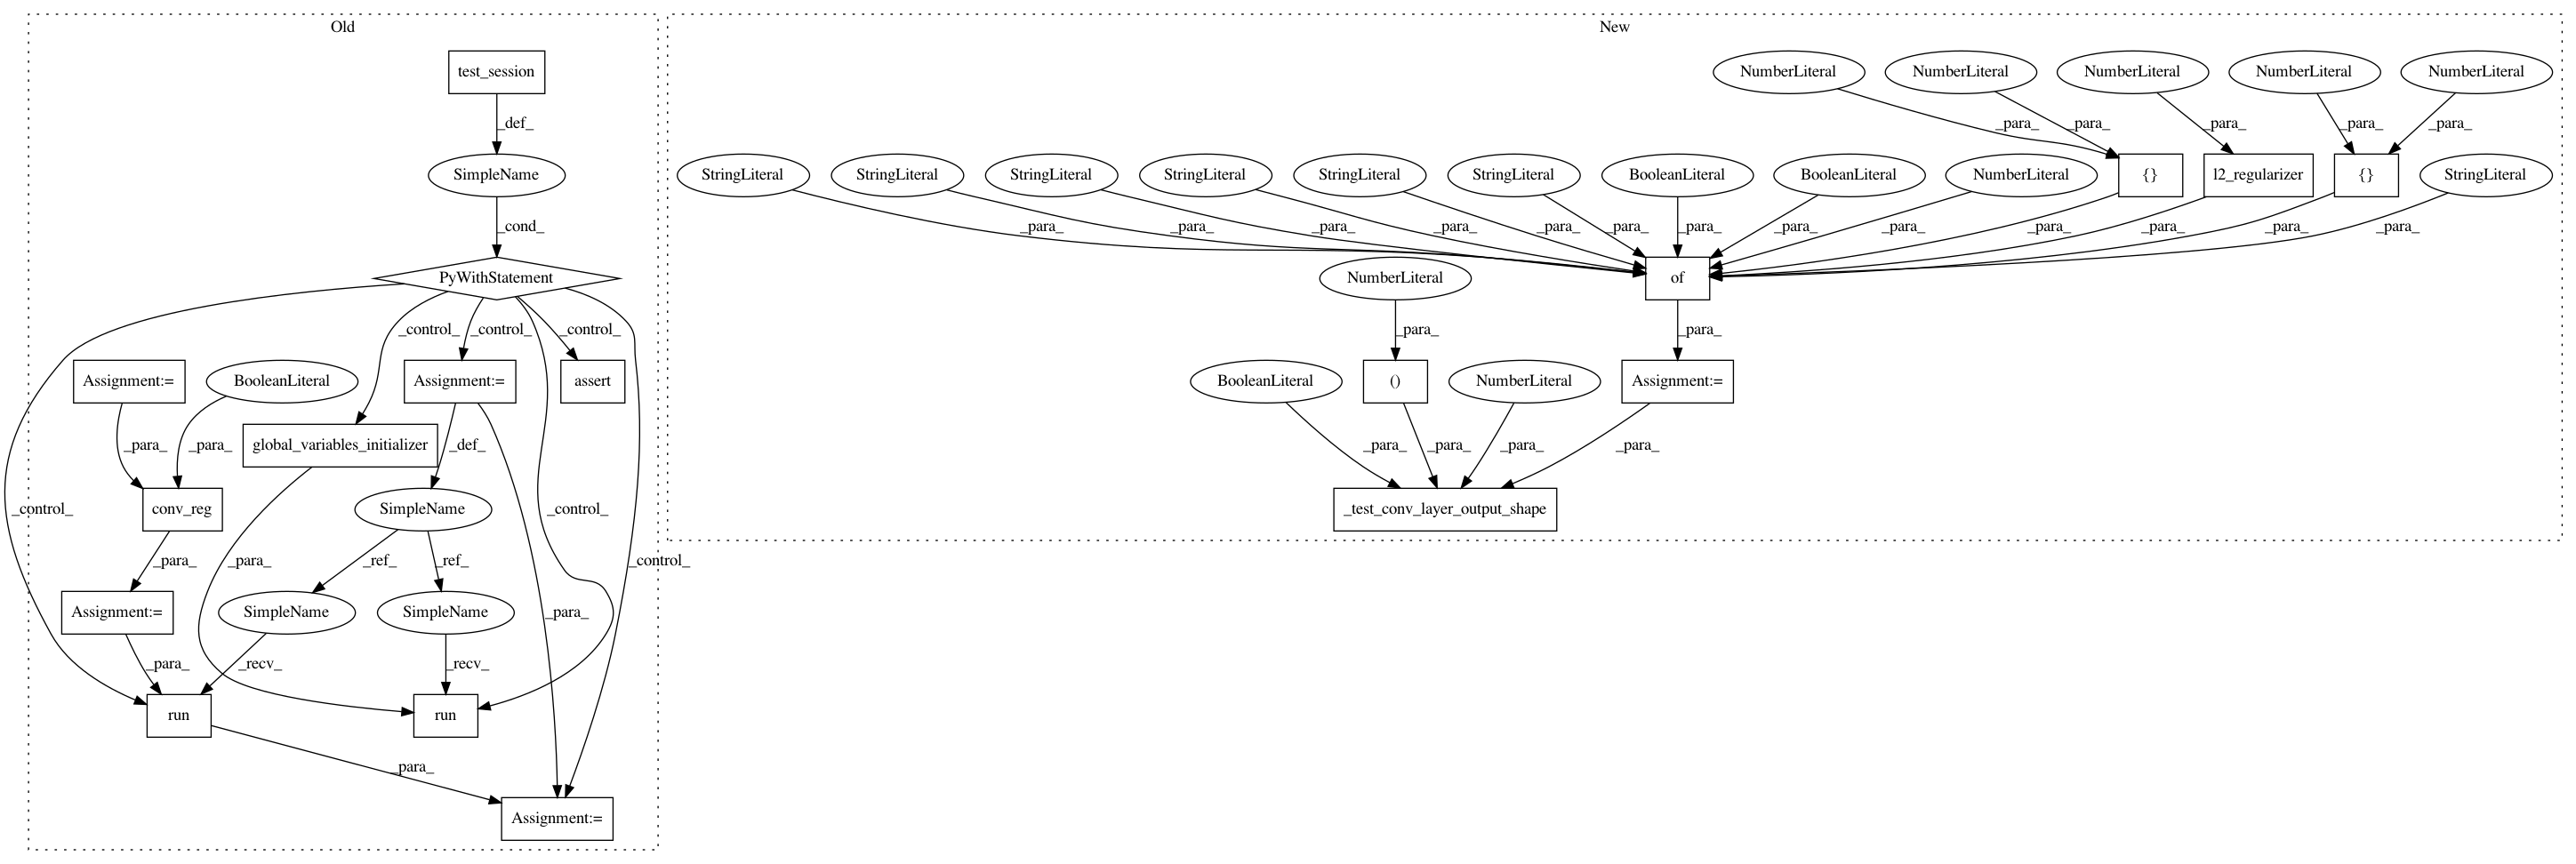 Old
New
test_session
NumberLiteral
NumberLiteral
NumberLiteral
NumberLiteral
NumberLiteral
_def_
_para_
_para_
_para_
_para_
_para_
SimpleName
StringLiteral
StringLiteral
StringLiteral
StringLiteral
StringLiteral
StringLiteral
BooleanLiteral
BooleanLiteral
NumberLiteral
{}
l2_regularizer
{}
StringLiteral
_cond_
_para_
_para_
_para_
_para_
_para_
_para_
_para_
_para_
_para_
_para_
_para_
_para_
_para_
PyWithStatement
NumberLiteral
of
_control_
_control_
_control_
_para_
_para_
Assignment:=
BooleanLiteral
Assignment:=
assert
BooleanLiteral
()
NumberLiteral
Assignment:=
_para_
_para_
global_variables_initializer
_def_
_para_
_para_
_para_
_para_
_control_
conv_reg
SimpleName
_control_
_test_conv_layer_output_shape
_para_
_para_
_ref_
_ref_
_control_
Assignment:=
SimpleName
SimpleName
_para_
_para_
_recv_
_recv_
run
run
_para_
Assignment:=